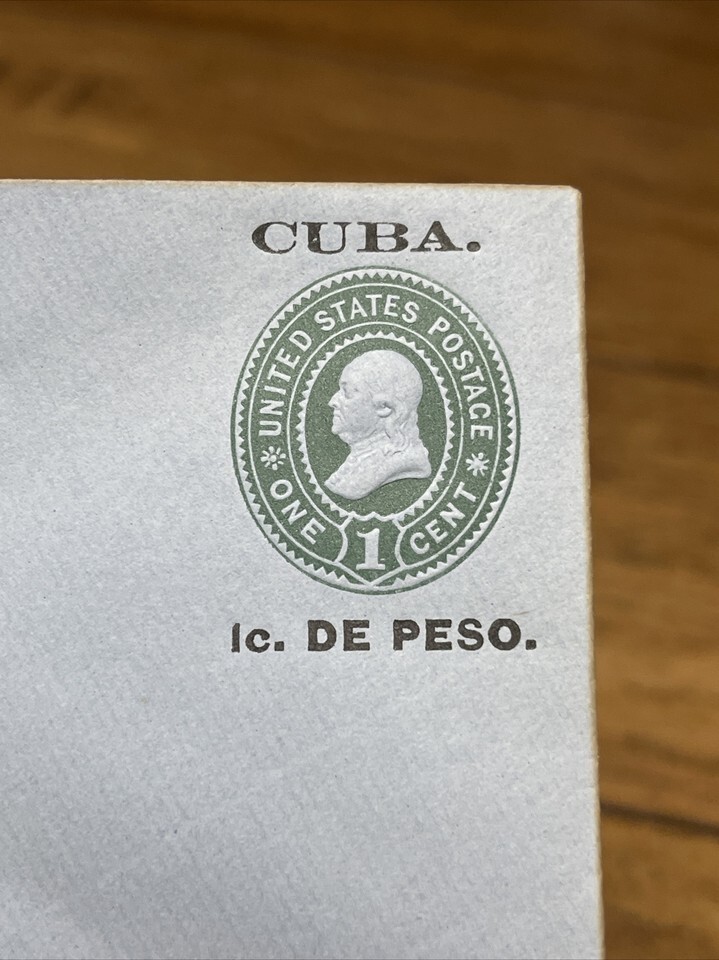 CUBA.
UNITED STATES POSTAGE
ONE 1 CENT
1c. DE PESO.